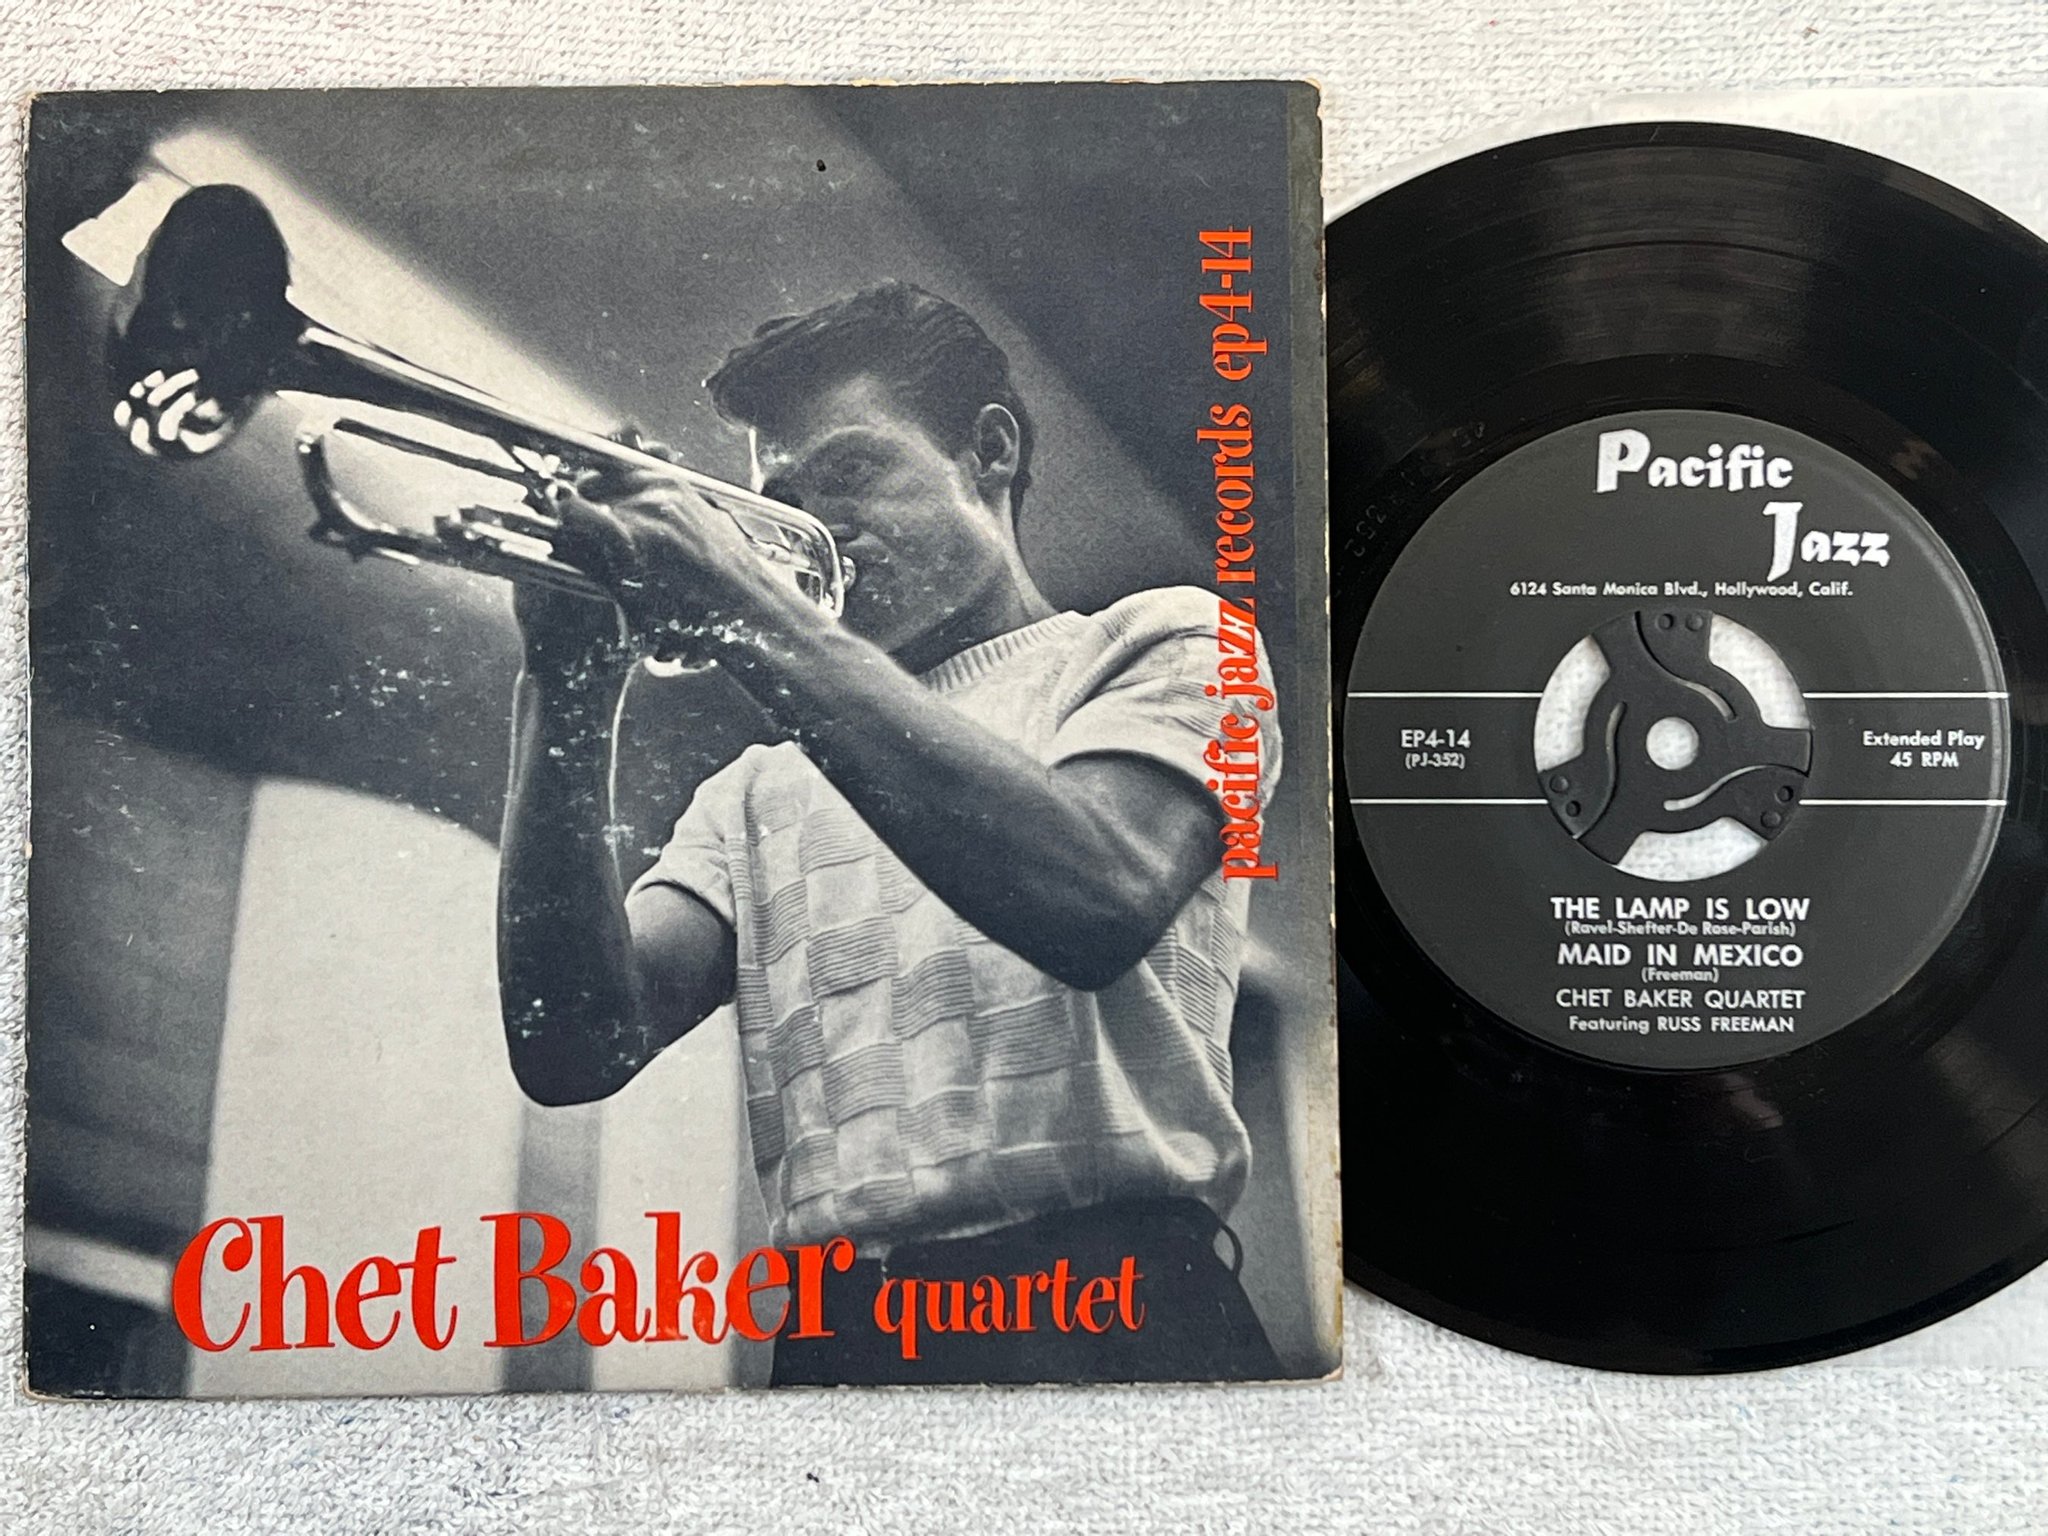 pacific jazz records ep4-14
Chet Baker quartet
Pacific
Jazz
6124 Santa Monica Blvd., Hollywood, Calif.
EP4-14
(PJ-352)
Extended Play
45 RPM
THE LAMP IS LOW
(Ravel-Shefter-De Rose-Parish)
MAID IN MEXICO
(Freeman)
CHET BAKER QUARTET
Featuring RUSS FREEMAN